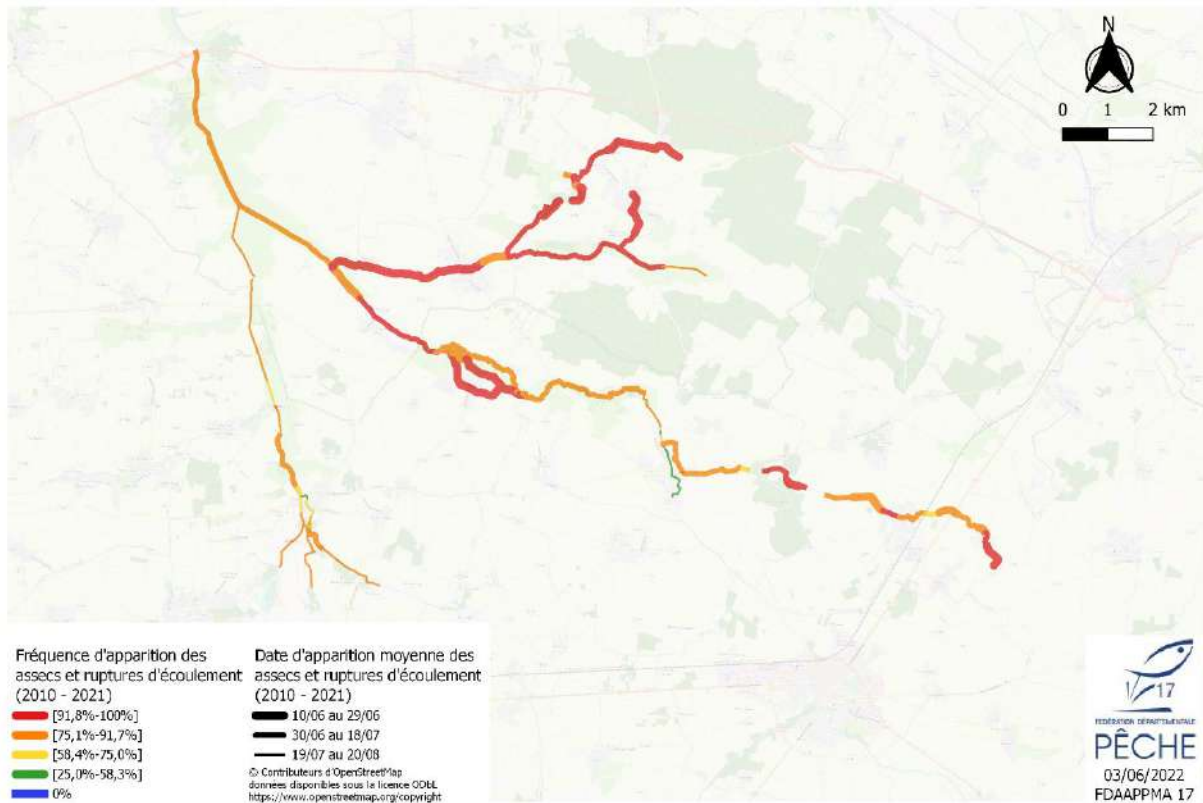 N
0 1 2 km
Fréquence d'apparition des
assecs et ruptures d'écoulement
(2010 - 2021)
[91,8%-100%]
[75,1%-91,7%]
[58,4%-75,0%]
[25,0%-58,3%]
0%
Date d'apparition moyenne des
assecs et ruptures d'écoulement
(2010 - 2021)
10/06 au 29/06
30/06 au 18/07
19/07 au 20/08
© Contributeurs d'OpenStreetMap
données disponibles sous la licence ODbL
https://www.openstreetmap.org/copyright
17
FÉDÉRATION DÉPARTEMENTALE
PÊCHE
03/06/2022
FDAAPPMA 17